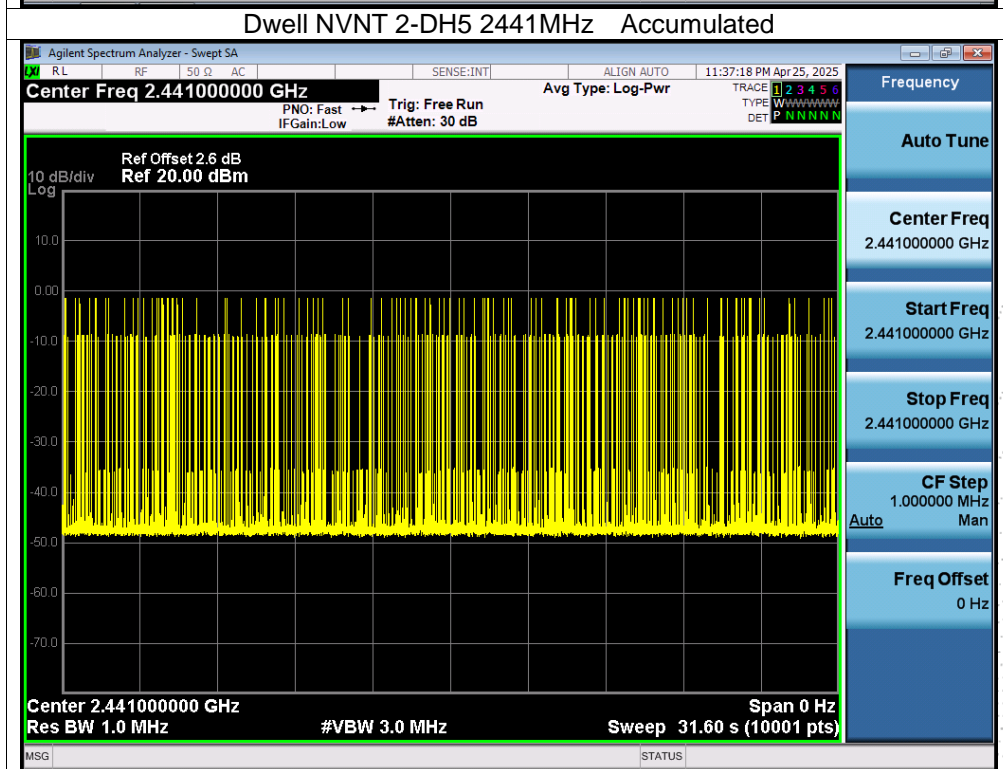 Dwell NVNT 2-DH5 2441MHz Accumulated
Agilent Spectrum Analyzer - Swept SA
LXI RL RF 50 Ω AC SENSE:INT ALIGN AUTO 11:37:18 PM Apr 25, 2025
Center Freq 2.441000000 GHz Avg Type: Log-Pwr TRACE 1 2 3 4 5 6
PNO: Fast Trig: Free Run TYPE WWWWWW
IFGain:Low #Atten: 30 dB DET P N N N N N
Ref Offset 2.6 dB
10 dB/div Ref 20.00 dBm
Log
10.0
0.00
-10.0
-20.0
-30.0
-40.0
-50.0
-60.0
-70.0
Center 2.441000000 GHz Span 0 Hz
Res BW 1.0 MHz #VBW 3.0 MHz Sweep 31.60 s (10001 pts)
MSG STATUS
Frequency
Auto Tune
Center Freq
2.441000000 GHz
Start Freq
2.441000000 GHz
Stop Freq
2.441000000 GHz
CF Step
1.000000 MHz
Auto Man
Freq Offset
0 Hz